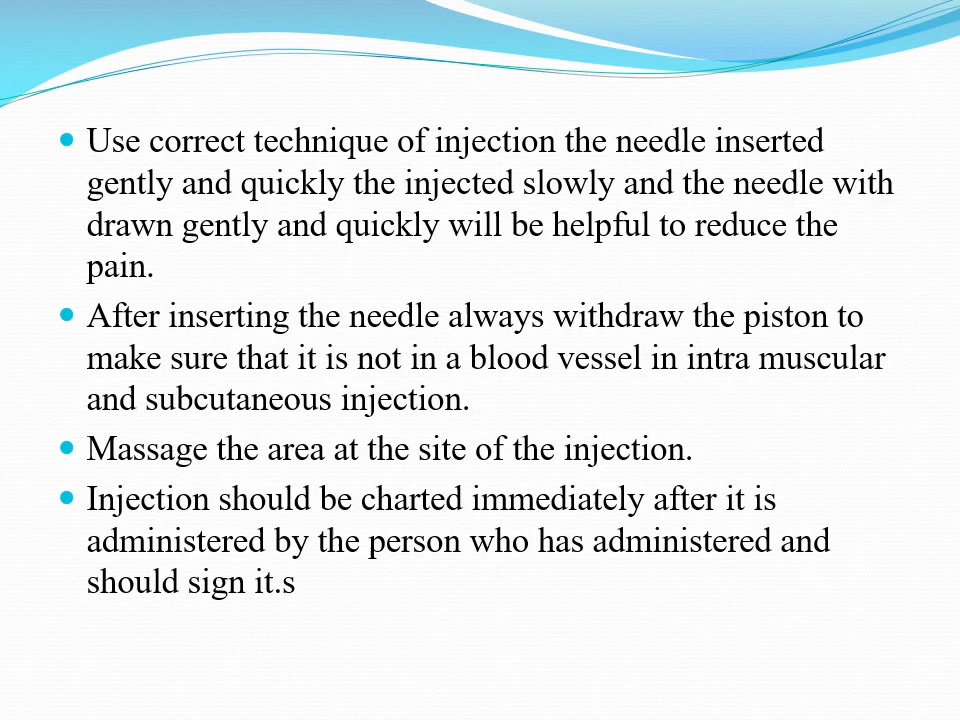 Use correct technique of injection the needle inserted
gently and quickly the injected slowly and the needle with
drawn gently and quickly will be helpful to reduce the
pain.
After inserting the needle always withdraw the piston to
make sure that it is not in a blood vessel in intra muscular
and subcutaneous injection.
Massage the area at the site of the injection.
Injection should be charted immediately after it is
administered by the person who has administered and
should sign it.s